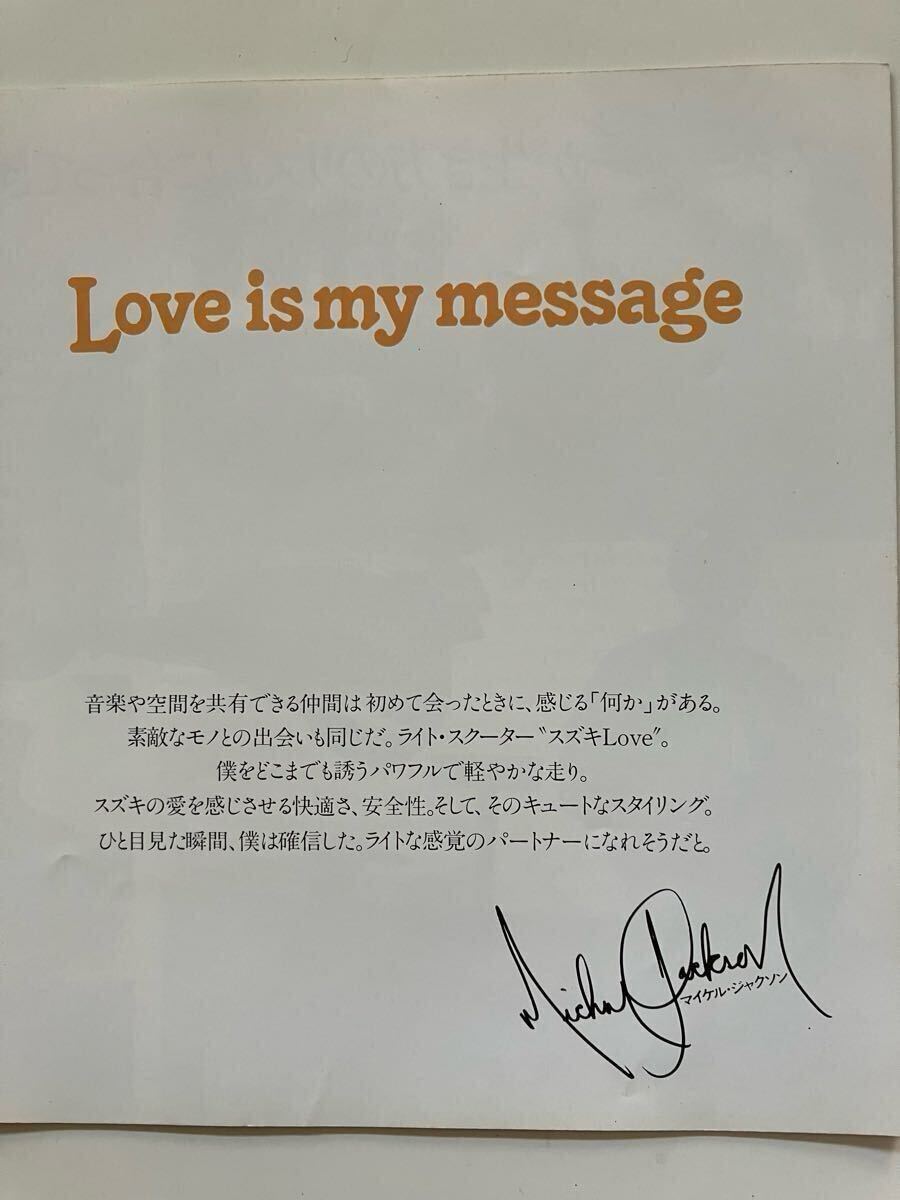 Love is my message
音楽や空間を共有できる仲間は初めて会ったときに、感じる「何か」がある。
素敵なモノとの出会いも同じだ。ライト・スクーター〝スズキLove〞。
僕をどこまでも誘うパワフルで軽やかな走り。
スズキの愛を感じさせる快適さ、安全性。そして、そのキュートなスタイリング。
ひと目見た瞬間、僕は確信した。ライトな感覚のパートナーになれそうだと。
Michael Jackson
マイケル・ジャクソン